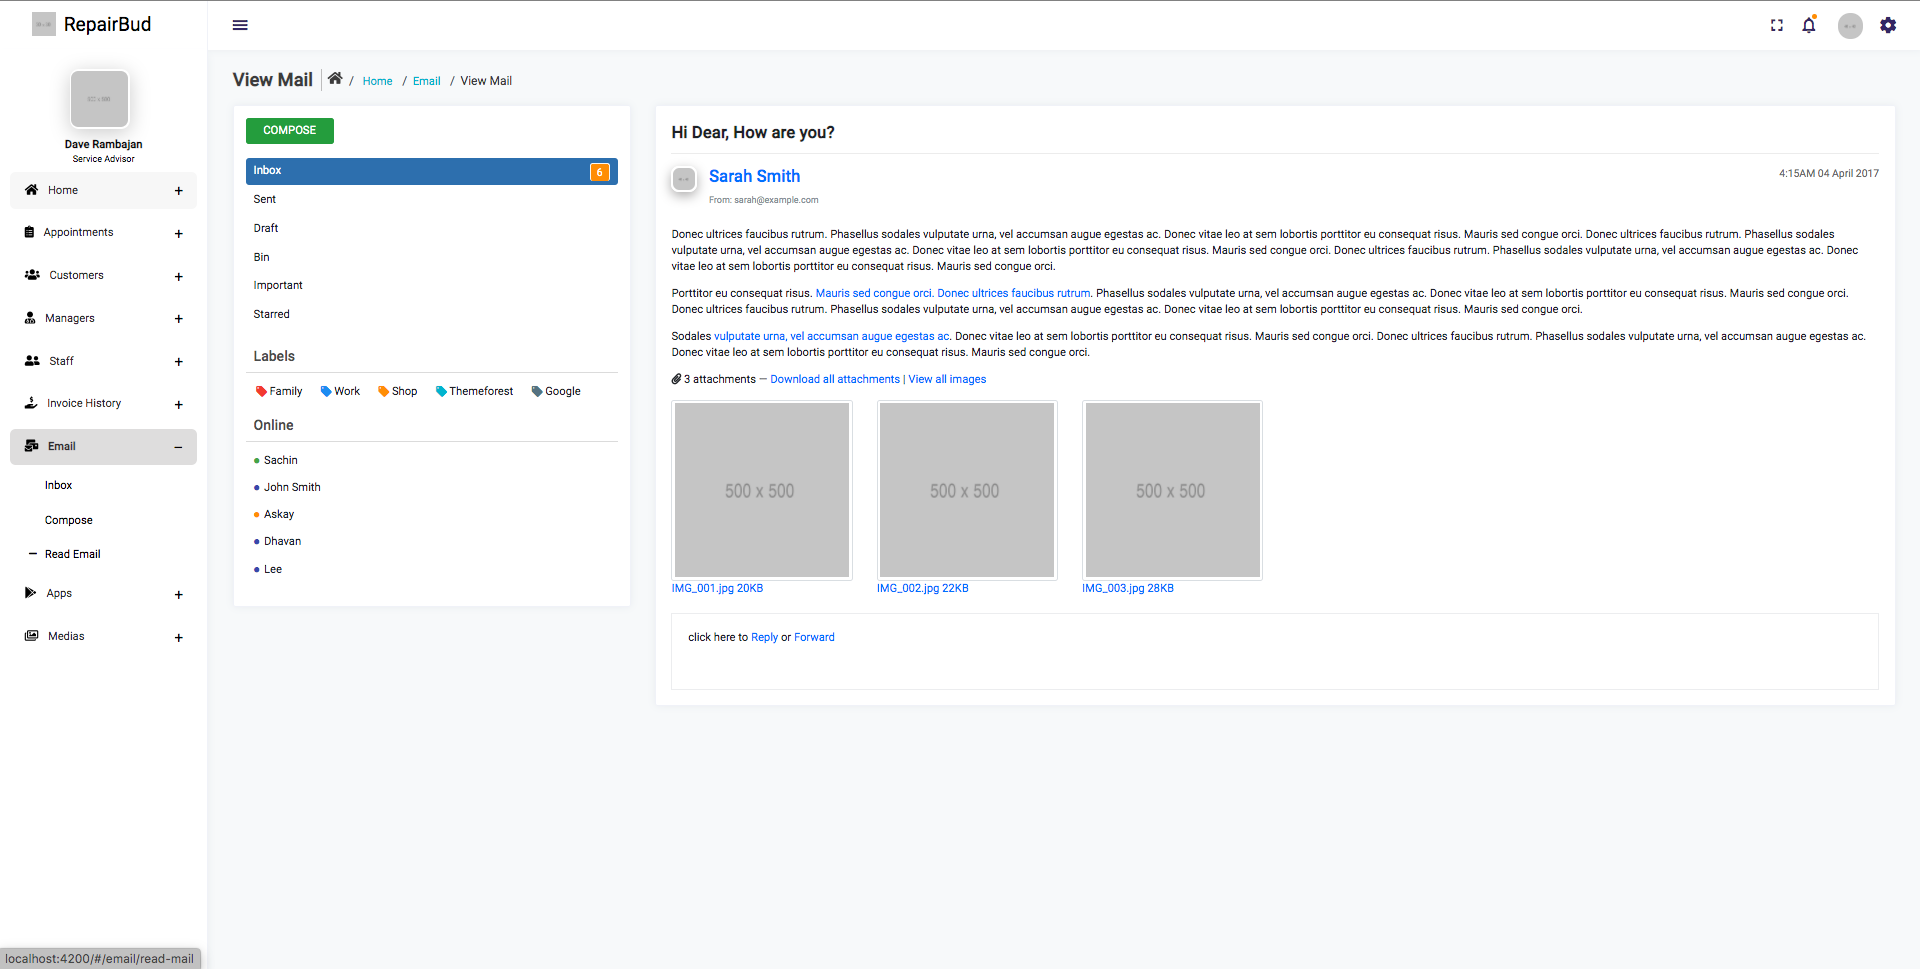 RepairBud
Dave Rambajan
Service Advisor
Home +
Appointments +
Customers +
Managers +
Staff +
Invoice History +
Email −
Inbox
Compose
Read Email
Apps +
Medias +
View Mail / Home / Email / View Mail
COMPOSE
Inbox 6
Sent
Draft
Bin
Important
Starred
Labels
Family Work Shop Themeforest Google
Online
Sachin
John Smith
Askay
Dhavan
Lee
Hi Dear, How are you?
Sarah Smith
4:15AM 04 April 2017
From: sarah@example.com
Donec ultrices faucibus rutrum. Phasellus sodales vulputate urna, vel accumsan augue egestas ac. Donec vitae leo at sem lobortis porttitor eu consequat risus. Mauris sed congue orci. Donec ultrices faucibus rutrum. Phasellus sodales
vulputate urna, vel accumsan augue egestas ac. Donec vitae leo at sem lobortis porttitor eu consequat risus. Mauris sed congue orci. Donec ultrices faucibus rutrum. Phasellus sodales vulputate urna, vel accumsan augue egestas ac. Donec
vitae leo at sem lobortis porttitor eu consequat risus. Mauris sed congue orci.
Porttitor eu consequat risus. Mauris sed congue orci. Donec ultrices faucibus rutrum. Phasellus sodales vulputate urna, vel accumsan augue egestas ac. Donec vitae leo at sem lobortis porttitor eu consequat risus. Mauris sed congue orci.
Donec ultrices faucibus rutrum. Phasellus sodales vulputate urna, vel accumsan augue egestas ac. Donec vitae leo at sem lobortis porttitor eu consequat risus. Mauris sed congue orci.
Sodales vulputate urna, vel accumsan augue egestas ac. Donec vitae leo at sem lobortis porttitor eu consequat risus. Mauris sed congue orci. Donec ultrices faucibus rutrum. Phasellus sodales vulputate urna, vel accumsan augue egestas ac.
Donec vitae leo at sem lobortis porttitor eu consequat risus. Mauris sed congue orci.
3 attachments — Download all attachments | View all images
500 x 500 500 x 500 500 x 500
IMG_001.jpg 20KB IMG_002.jpg 22KB IMG_003.jpg 28KB
click here to Reply or Forward
localhost:4200/#/email/read-mail